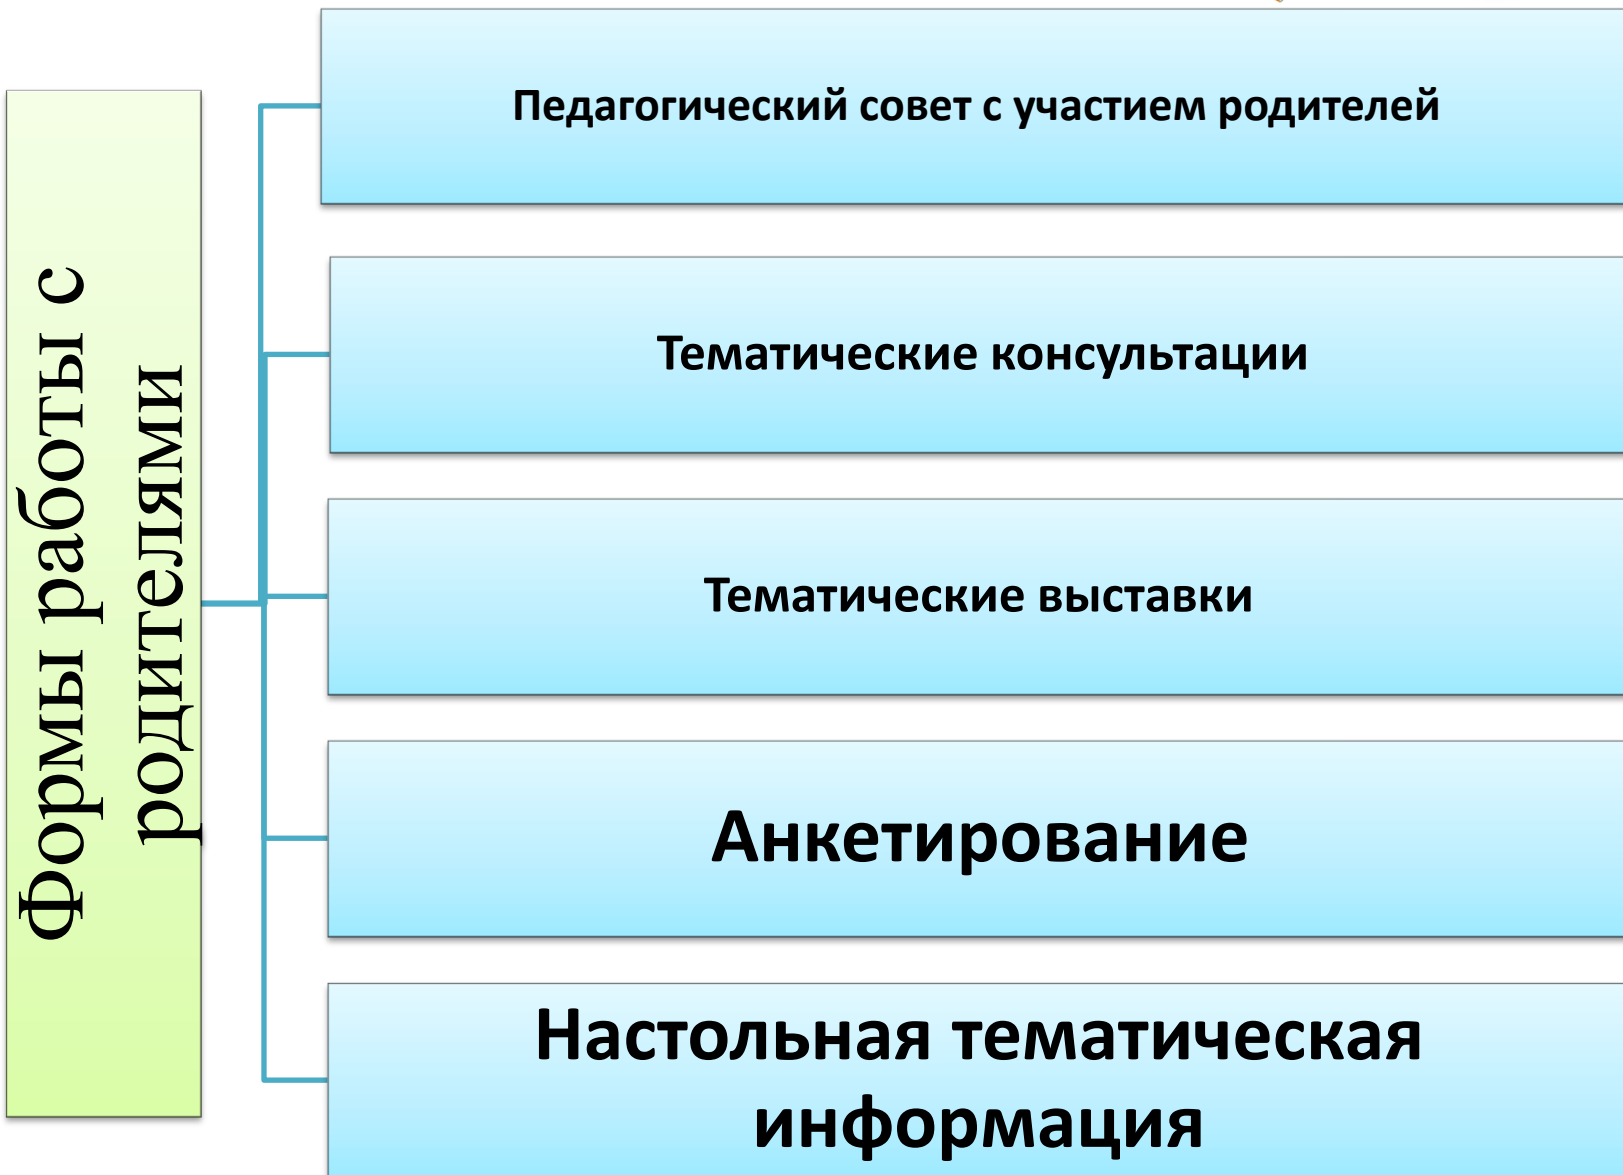 Формы работы с
родителями
Педагогический совет с участием родителей
Тематические консультации
Тематические выставки
Анкетирование
Настольная тематическая
информация